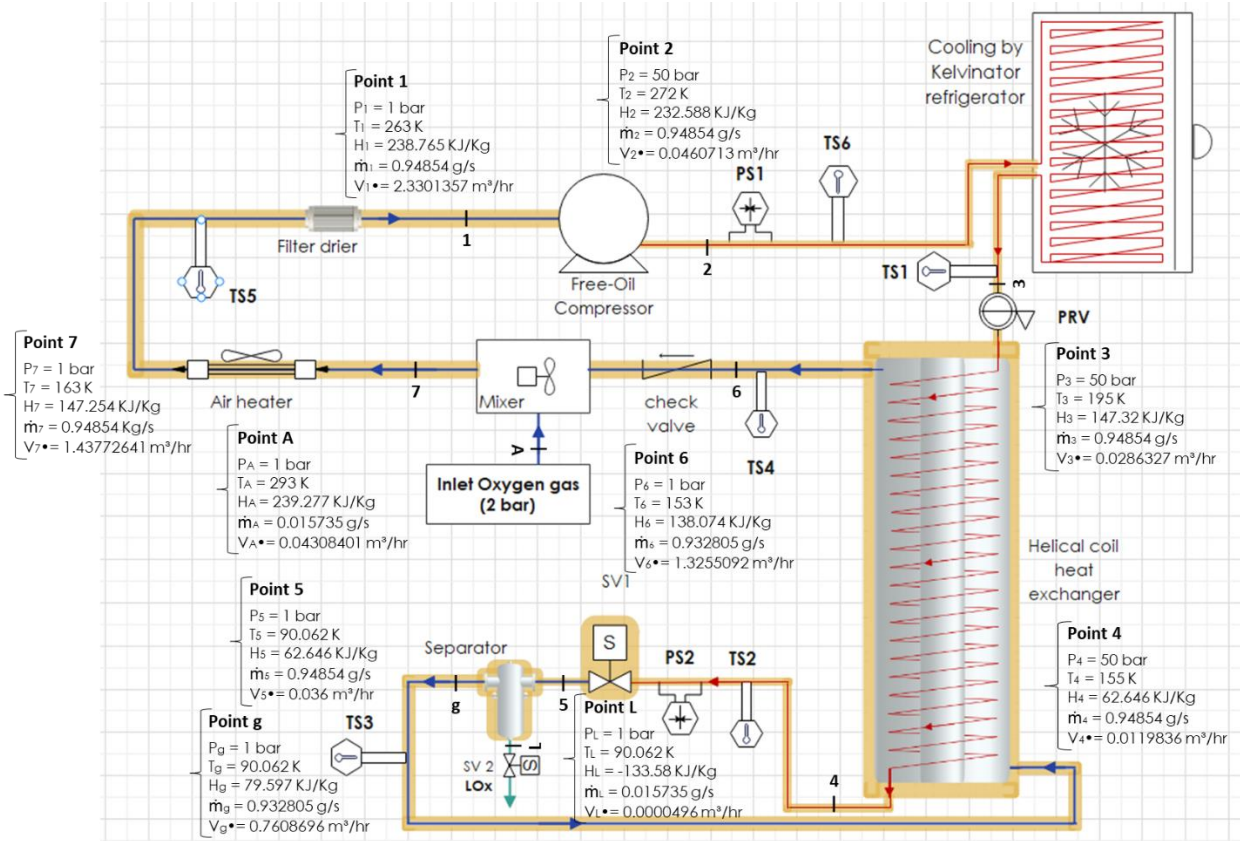 Point 1
P1 = 1 bar
T1 = 263 K
H1 = 238.765 KJ/Kg
ṁ1 = 0.94854 g/s
V1• = 2.3301357 m³/hr
Point 2
P2 = 50 bar
T2 = 272 K
H2 = 232.588 KJ/Kg
ṁ2 = 0.94854 g/s
V2• = 0.0460713 m³/hr
Cooling by
Kelvinator
refrigerator
TS6
PS1
Filter drier
1
2
TS5
Free-Oil
Compressor
TS1
3
PRV
Point 7
P7 = 1 bar
T7 = 163 K
H7 = 147.254 KJ/Kg
ṁ7 = 0.94854 Kg/s
V7• = 1.43772641 m³/hr
Air heater
7
Mixer
check
valve
6
TS4
Point 3
P3 = 50 bar
T3 = 195 K
H3 = 147.32 KJ/Kg
ṁ3 = 0.94854 g/s
V3• = 0.0286327 m³/hr
Point A
PA = 1 bar
TA = 293 K
HA = 239.277 KJ/Kg
ṁA = 0.015735 g/s
VA• = 0.04308401 m³/hr
A
Inlet Oxygen gas
(2 bar)
Point 6
P6 = 1 bar
T6 = 153 K
H6 = 138.074 KJ/Kg
ṁ6 = 0.932805 g/s
V6• = 1.3255092 m³/hr
SV1
Helical coil
heat
exchanger
Point 5
P5 = 1 bar
T5 = 90.062 K
H5 = 62.646 KJ/Kg
ṁ5 = 0.94854 g/s
V5• = 0.036 m³/hr
Separator
S
PS2
TS2
g
5
Point 4
P4 = 50 bar
T4 = 155 K
H4 = 62.646 KJ/Kg
ṁ4 = 0.94854 g/s
V4• = 0.0119836 m³/hr
Point g
Pg = 1 bar
Tg = 90.062 K
Hg = 79.597 KJ/Kg
ṁg = 0.932805 g/s
Vg• = 0.7608696 m³/hr
TS3
L
SV 2
S
LOx
Point L
PL = 1 bar
TL = 90.062 K
HL = -133.58 KJ/Kg
ṁL = 0.015735 g/s
VL• = 0.0000496 m³/hr
4